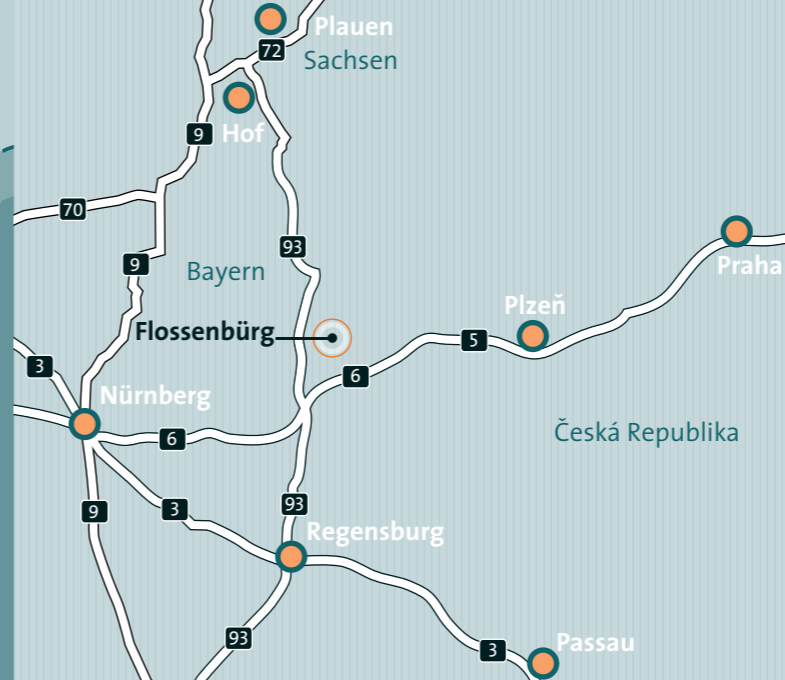 Plauen
72
Sachsen
9
Hof
70
93
Praha
9
Bayern
Plzeň
Flossenbürg
5
3
6
Nürnberg
6
Česká Republika
93
9
3
Regensburg
93
3
Passau